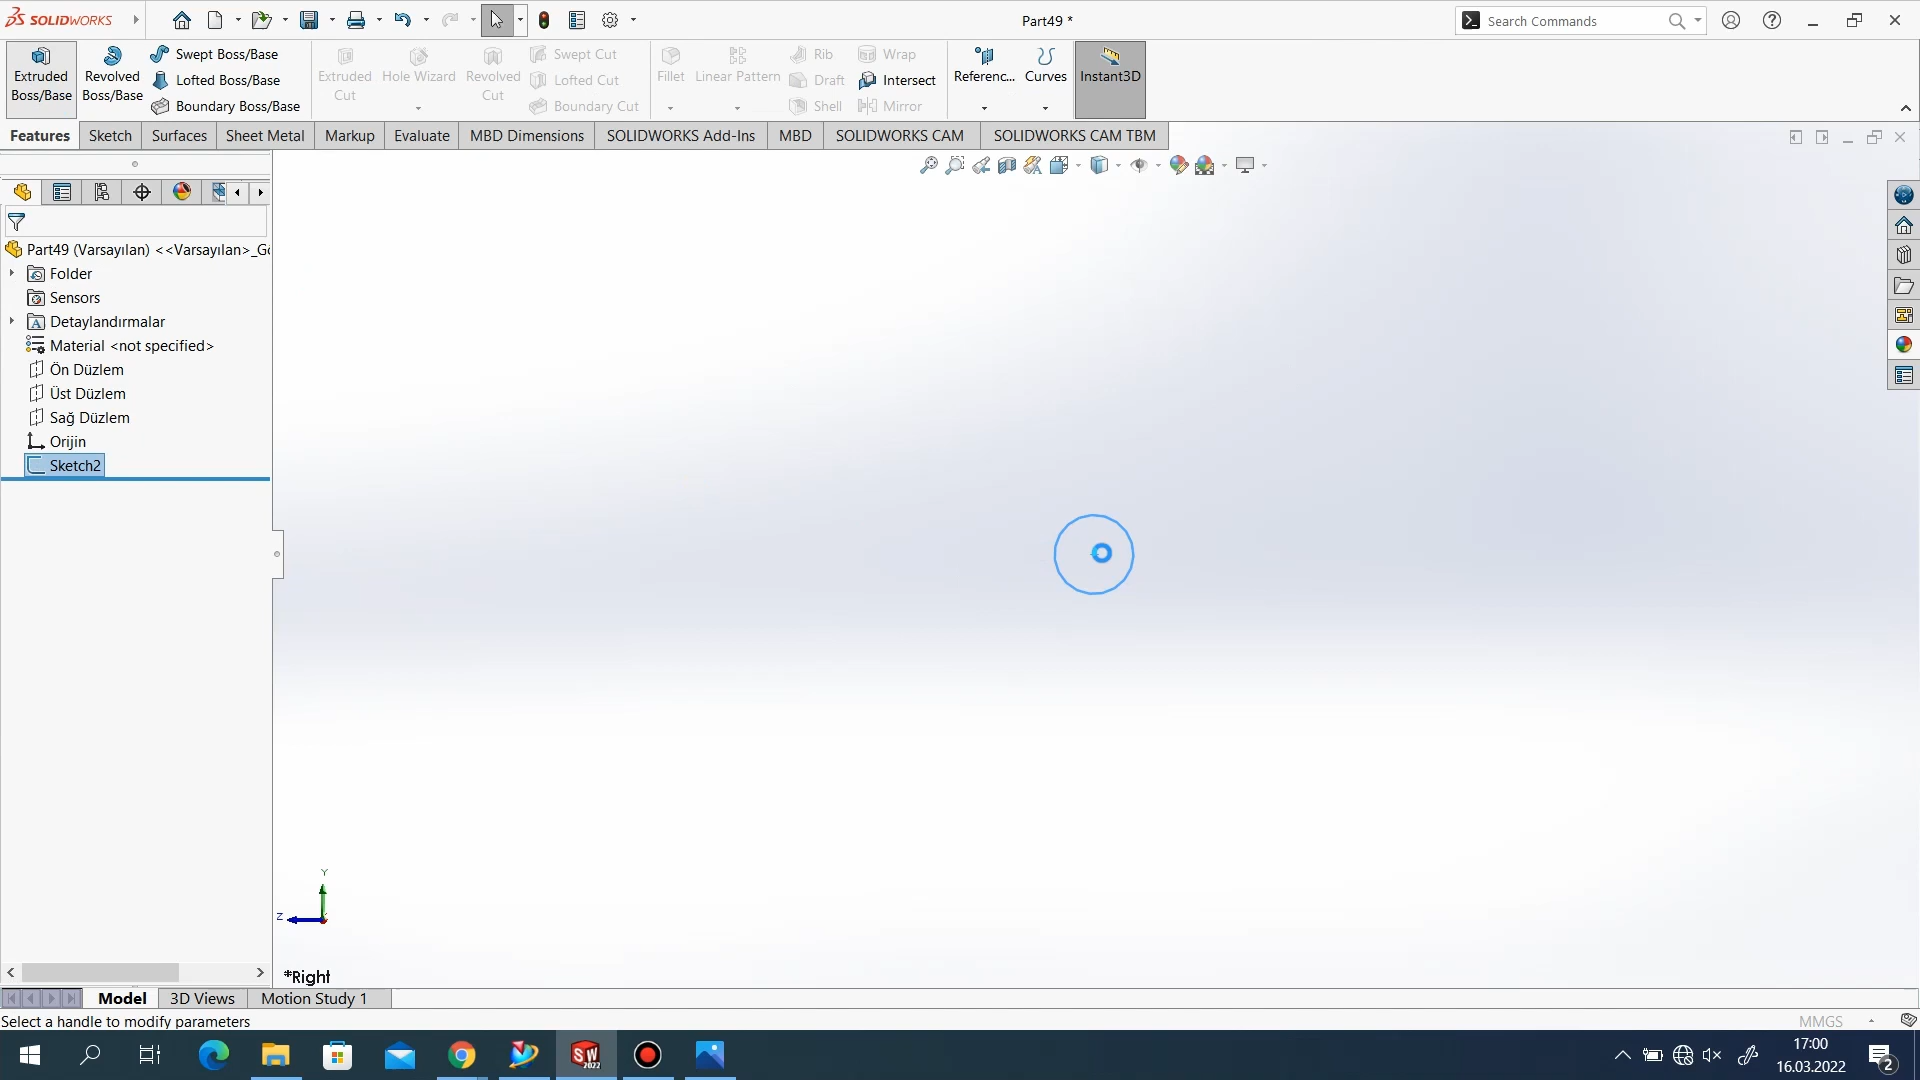 SOLIDWORKS
Part49 *
Search Commands
Extruded Boss/Base
Revolved Boss/Base
Swept Boss/Base
Lofted Boss/Base
Boundary Boss/Base
Extruded Cut
Hole Wizard
Revolved Cut
Swept Cut
Lofted Cut
Boundary Cut
Fillet
Linear Pattern
Rib
Draft
Shell
Wrap
Intersect
Mirror
Referenc...
Curves
Instant3D
Features
Sketch
Surfaces
Sheet Metal
Markup
Evaluate
MBD Dimensions
SOLIDWORKS Add-Ins
MBD
SOLIDWORKS CAM
SOLIDWORKS CAM TBM
Part49 (Varsayılan) <<Varsayılan>_Gö
Folder
Sensors
Detaylandırmalar
Material <not specified>
Ön Düzlem
Üst Düzlem
Sağ Düzlem
Orijin
Sketch2
Y
Z
*Right
Model
3D Views
Motion Study 1
Select a handle to modify parameters
MMGS
SW
2022
17:00
16.03.2022
2